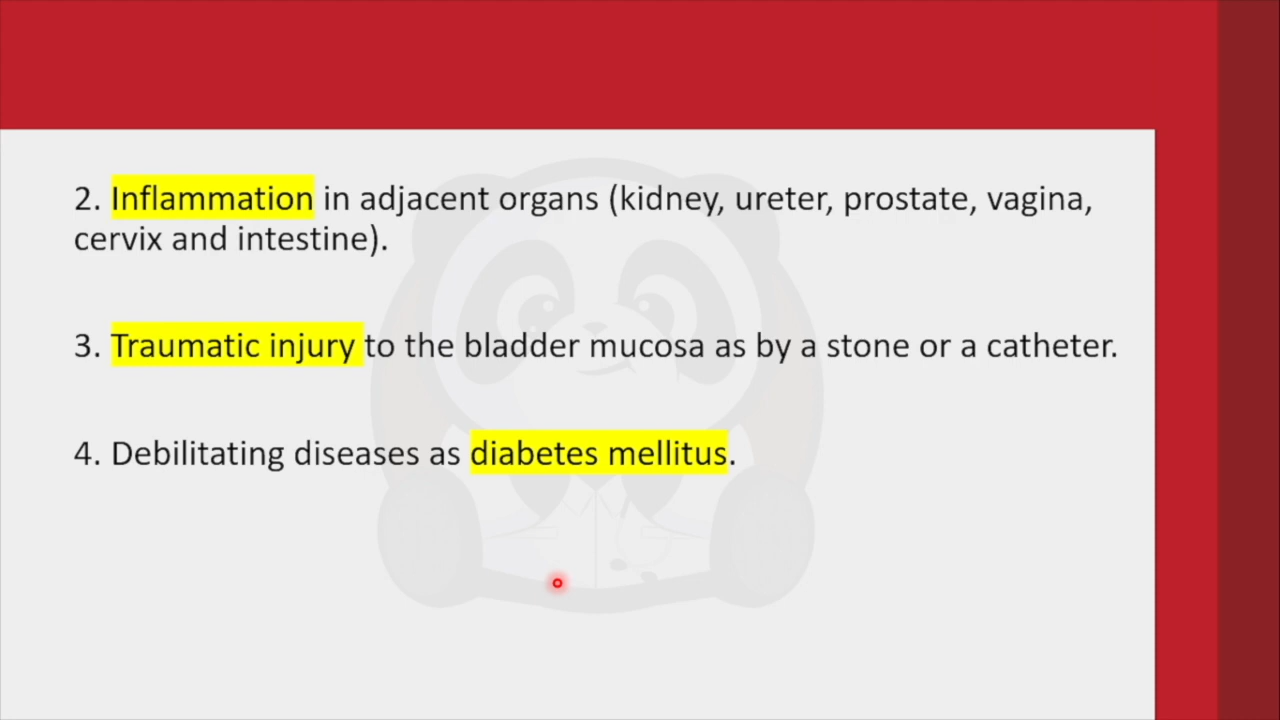 2. Inflammation in adjacent organs (kidney, ureter, prostate, vagina,
cervix and intestine).
3. Traumatic injury to the bladder mucosa as by a stone or a catheter.
4. Debilitating diseases as diabetes mellitus.